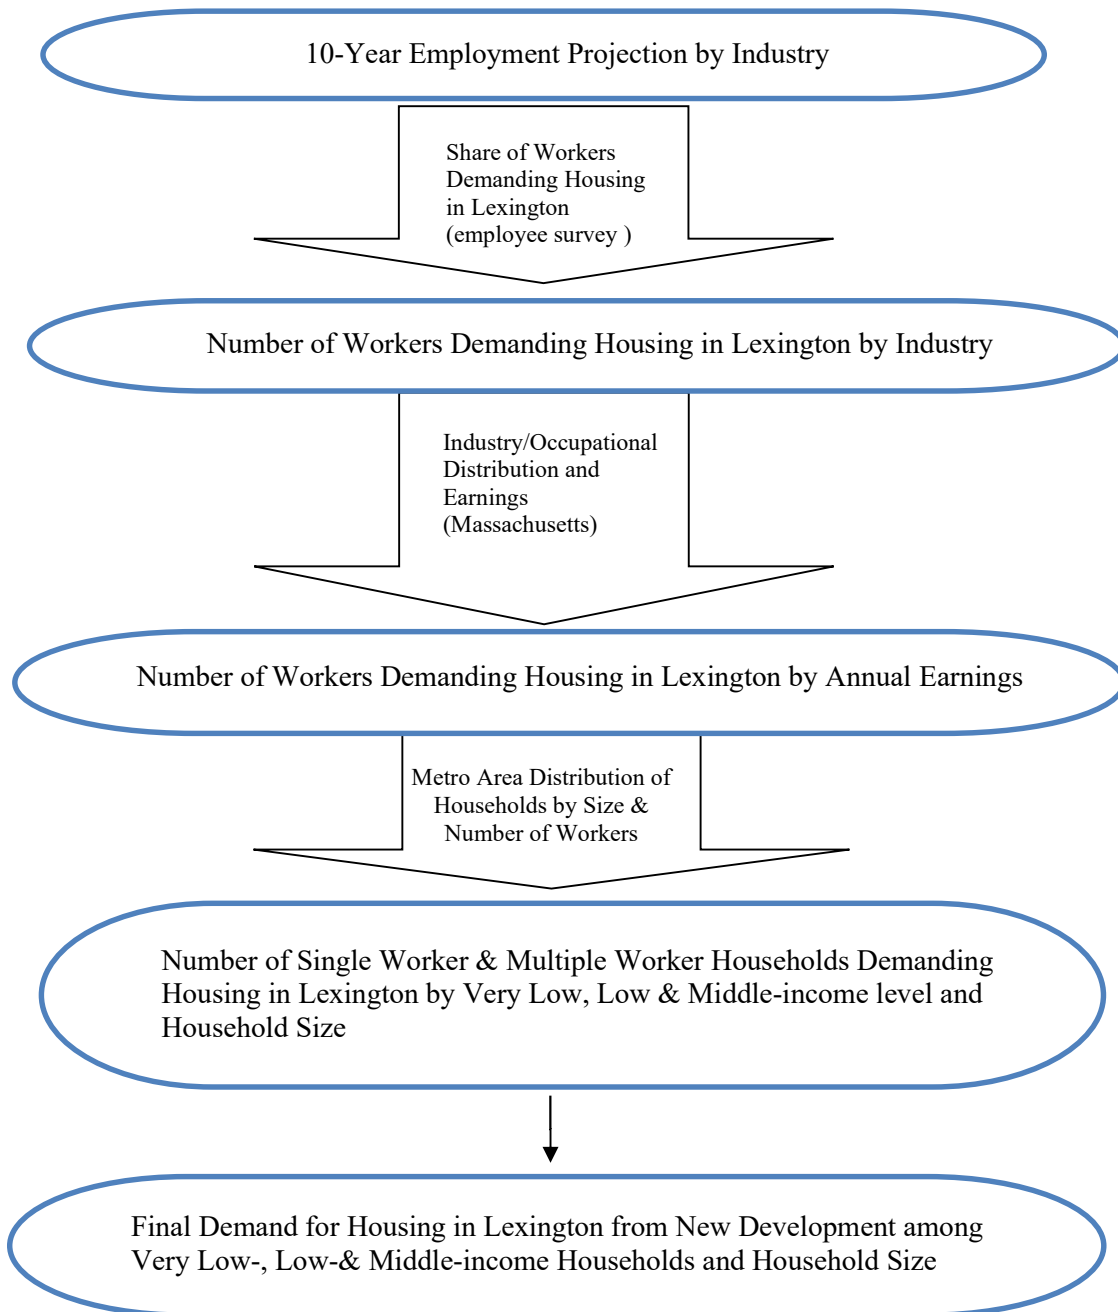 10-Year Employment Projection by Industry
Share of Workers
Demanding Housing
in Lexington
(employee survey )
Number of Workers Demanding Housing in Lexington by Industry
Industry/Occupational
Distribution and
Earnings
(Massachusetts)
Number of Workers Demanding Housing in Lexington by Annual Earnings
Metro Area Distribution of
Households by Size &
Number of Workers
Number of Single Worker & Multiple Worker Households Demanding
Housing in Lexington by Very Low, Low & Middle-income level and
Household Size
Final Demand for Housing in Lexington from New Development among
Very Low-, Low-& Middle-income Households and Household Size